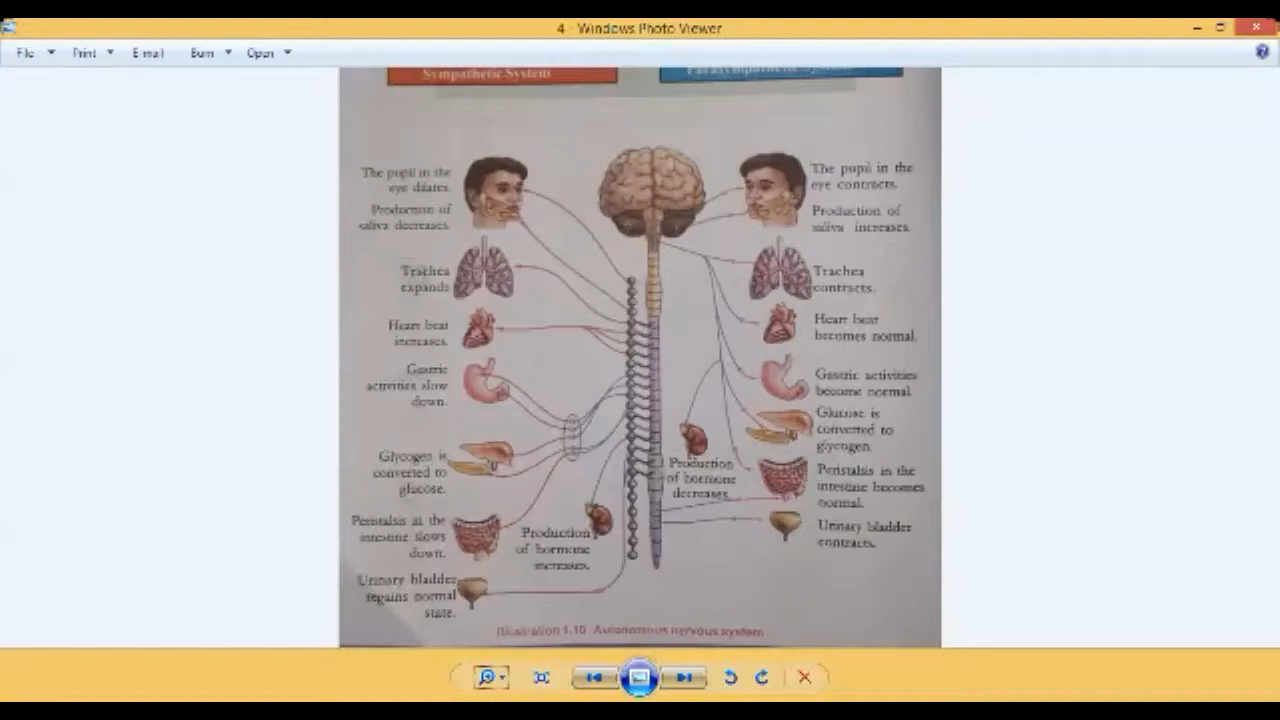 4 - Windows Photo Viewer
File Print E-mail Burn Open
Sympathetic System
Parasympathetic System
The pupil in the
eye dilates.
Production of
saliva decreases.
Trachea
expands
Heart beat
increases.
Gastric
activities slow
down.
Glycogen is
converted to
glucose.
Peristalsis in the
intestine slows
down.
Urinary bladder
regains normal
state.
Production
of hormone
increases.
Production
of hormone
decreases.
The pupil in the
eye contracts.
Production of
saliva increases.
Trachea
contracts.
Heart beat
becomes normal.
Gastric activities
become normal.
Glucose is
converted to
glycogen.
Peristalsis in the
intestine becomes
normal.
Urinary bladder
contracts.
Illustration 1.10 Autonomous nervous system